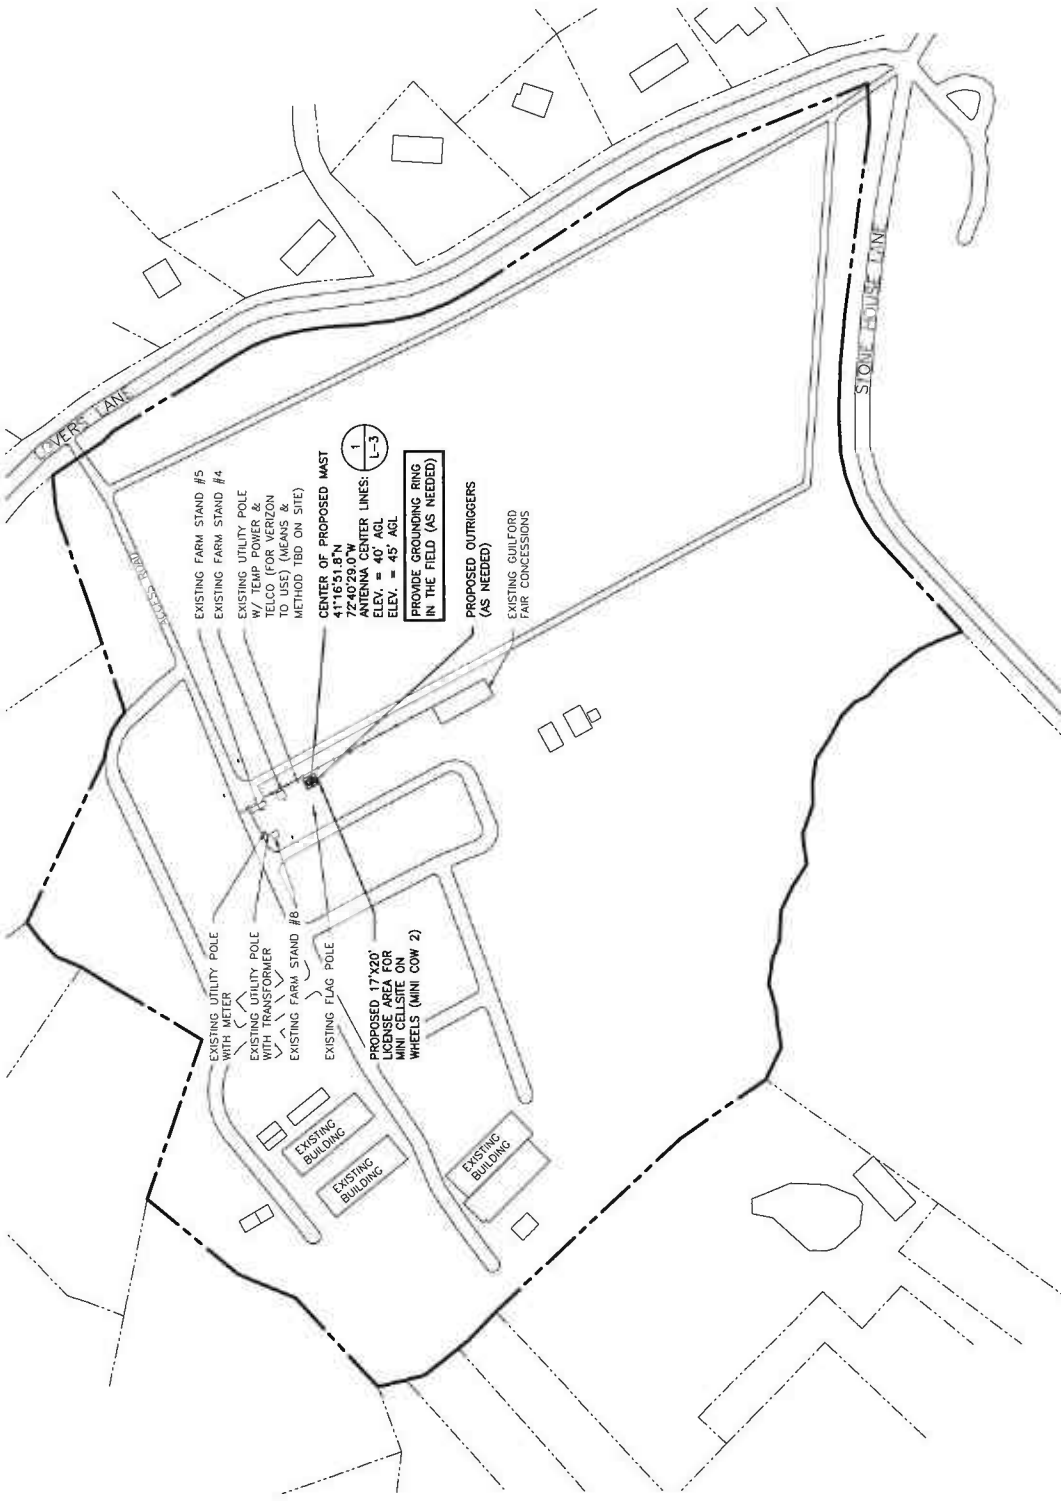 LOVERS LANE
ACCESS ROAD
EXISTING FARM STAND #5
EXISTING FARM STAND #4
EXISTING UTILITY POLE
W/ TEMP POWER &
TELCO (FOR VERIZON
TO USE) (MEANS &
METHOD TBD ON SITE)
CENTER OF PROPOSED MAST
41°16'51.8"N
72°40'29.0"W
ANTENNA CENTER LINES:
ELEV. = 40' AGL
ELEV. = 45' AGL
1
L-3
PROVIDE GROUNDING RING
IN THE FIELD (AS NEEDED)
PROPOSED OUTRIGGERS
(AS NEEDED)
EXISTING GUILFORD
FAIR CONCESSIONS
STONE HOUSE LANE
EXISTING UTILITY POLE
WITH METER
EXISTING UTILITY POLE
WITH TRANSFORMER
EXISTING FARM STAND #8
EXISTING FLAG POLE
PROPOSED 17'X20'
LICENSE AREA FOR
MINI CELLSITE ON
WHEELS (MINI COW 2)
EXISTING
BUILDING
EXISTING
BUILDING
EXISTING
BUILDING